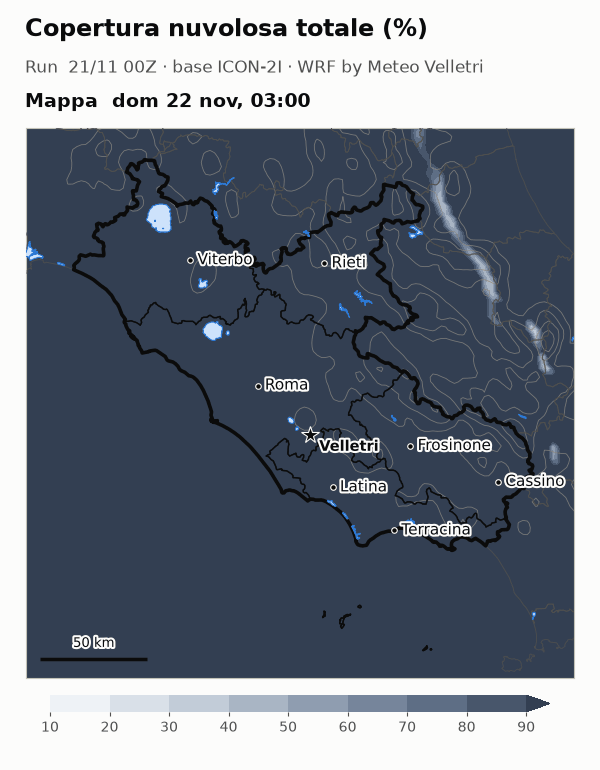 Copertura nuvolosa totale (%)
Run  21/11 00Z · base ICON-2I · WRF by Meteo Velletri
Mappa  dom 22 nov, 03:00
Viterbo
Rieti
Roma
Velletri
Frosinone
Cassino
Latina
Terracina
50 km
10 20 30 40 50 60 70 80 90